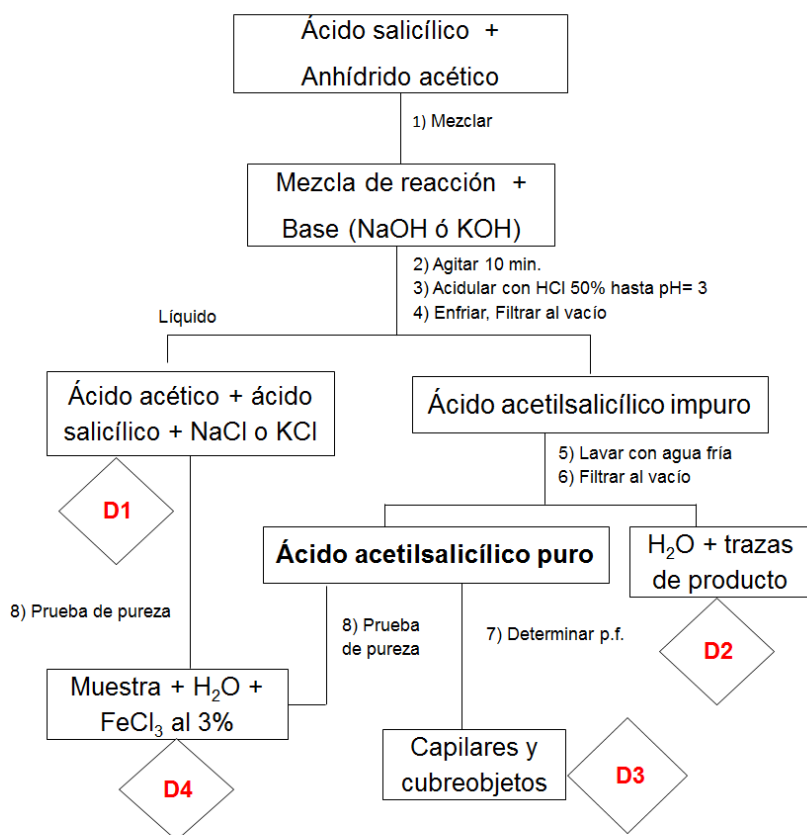 Ácido salicílico +
Anhídrido acético
1) Mezclar
Mezcla de reacción +
Base (NaOH ó KOH)
2) Agitar 10 min.
3) Acidular con HCl 50% hasta pH= 3
4) Enfriar, Filtrar al vacío
Líquido
Ácido acético + ácido
salicílico + NaCl o KCl
D1
Ácido acetilsalicílico impuro
5) Lavar con agua fría
6) Filtrar al vacío
Ácido acetilsalicílico puro
H₂O + trazas
de producto
D2
8) Prueba de pureza
8) Prueba
de pureza
7) Determinar p.f.
Muestra + H₂O +
FeCl₃ al 3%
D4
Capilares y
cubreobjetos
D3